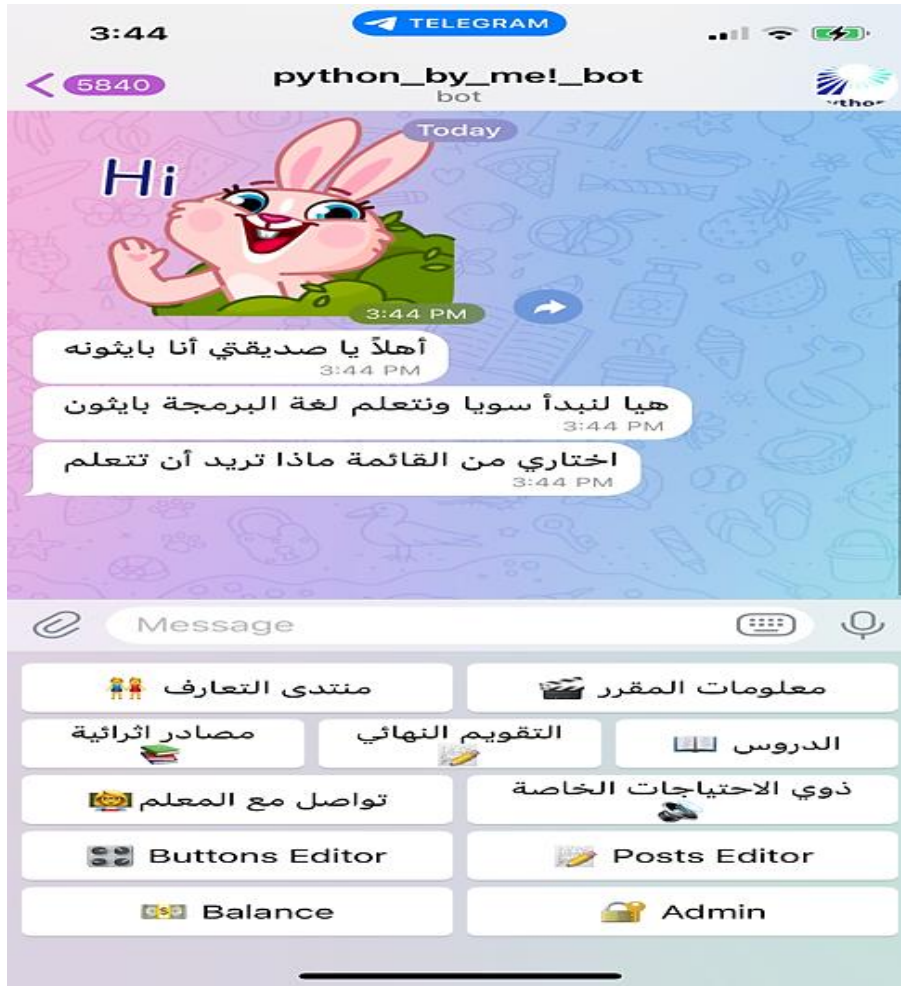 3:44
TELEGRAM
5840
python_by_me!_bot
bot
Today
Hi
3:44 PM
أهلاً يا صديقتي أنا بايثونه
3:44 PM
هيا لنبدأ سويا ونتعلم لغة البرمجة بايثون
3:44 PM
اختاري من القائمة ماذا تريد أن تتعلم
3:44 PM
Message
معلومات المقرر
منتدى التعارف
الدروس
التقويم النهائي
مصادر اثرائية
ذوي الاحتياجات الخاصة
تواصل مع المعلم
Buttons Editor
Posts Editor
Balance
Admin